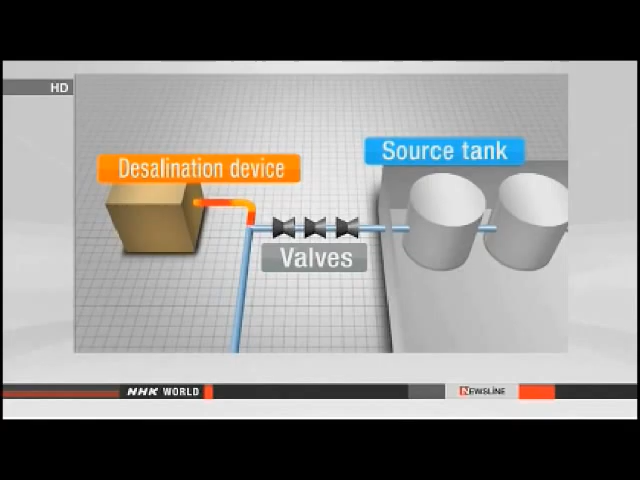 HD
Source tank
Desalination device
Valves
NHK WORLD
NEWSLINE